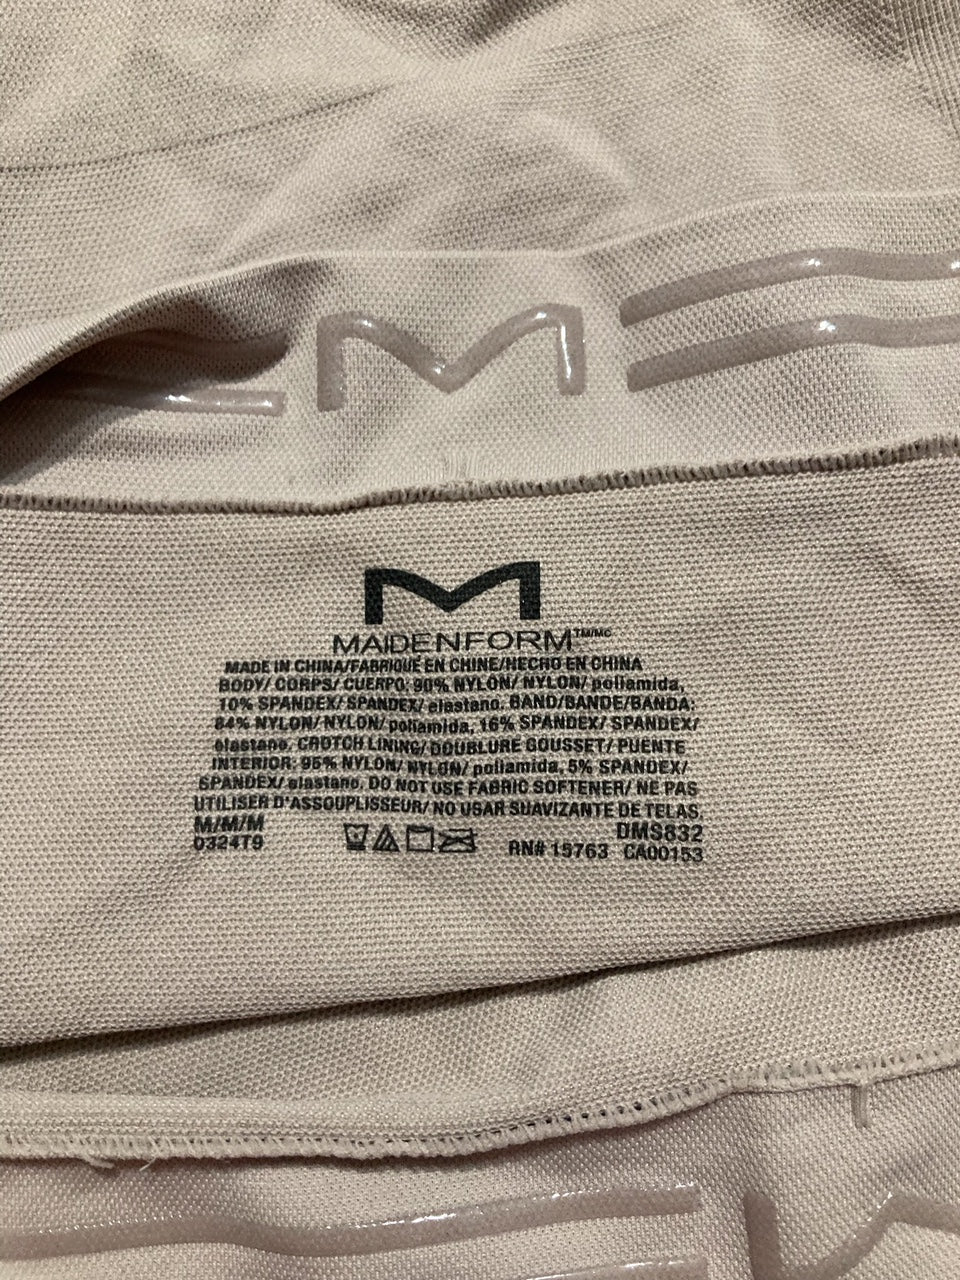 M
M
MAIDENFORM™/MC
MADE IN CHINA/FABRIQUÉ EN CHINE/HECHO EN CHINA
BODY/ CORPS/ CUERPO: 90% NYLON/ NYLON/ poliamida,
10% SPANDEX/ SPANDEX/ elastano. BAND/BANDE/BANDA:
84% NYLON/ NYLON/ poliamida, 16% SPANDEX/ SPANDEX/
elastano. CROTCH LINING/ DOUBLURE GOUSSET/ PUENTE
INTERIOR: 95% NYLON/ NYLON/ poliamida, 5% SPANDEX/
SPANDEX/ elastano. DO NOT USE FABRIC SOFTENER/ NE PAS
UTILISER D'ASSOUPLISSEUR/ NO USAR SUAVIZANTE DE TELAS.
M/M/M DMS832
0324T9 RN# 15763 CA00153